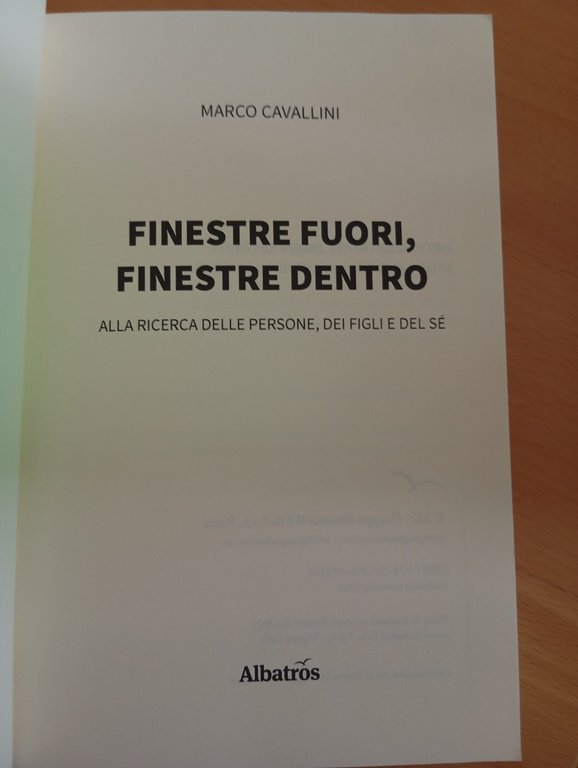 MARCO CAVALLINI
FINESTRE FUORI,
FINESTRE DENTRO
ALLA RICERCA DELLE PERSONE, DEI FIGLI E DEL SÉ
Albatros